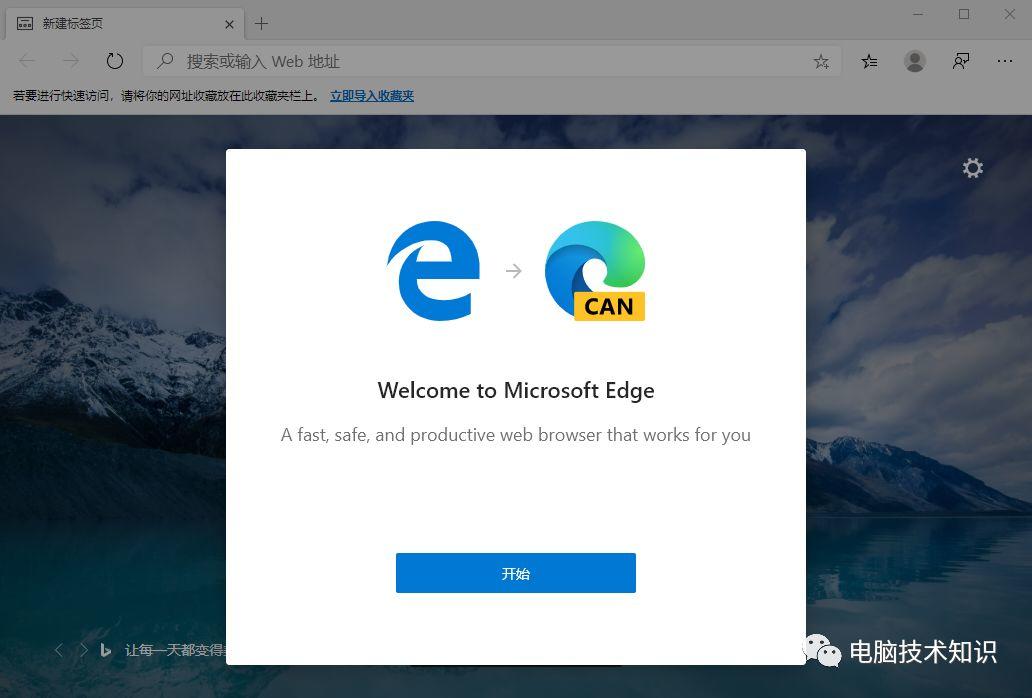 新建标签页
搜索或输入 Web 地址
若要进行快速访问，请将你的网址收藏放在此收藏夹栏上。 立即导入收藏夹
CAN
Welcome to Microsoft Edge
A fast, safe, and productive web browser that works for you
开始
让每一天都变得
电脑技术知识